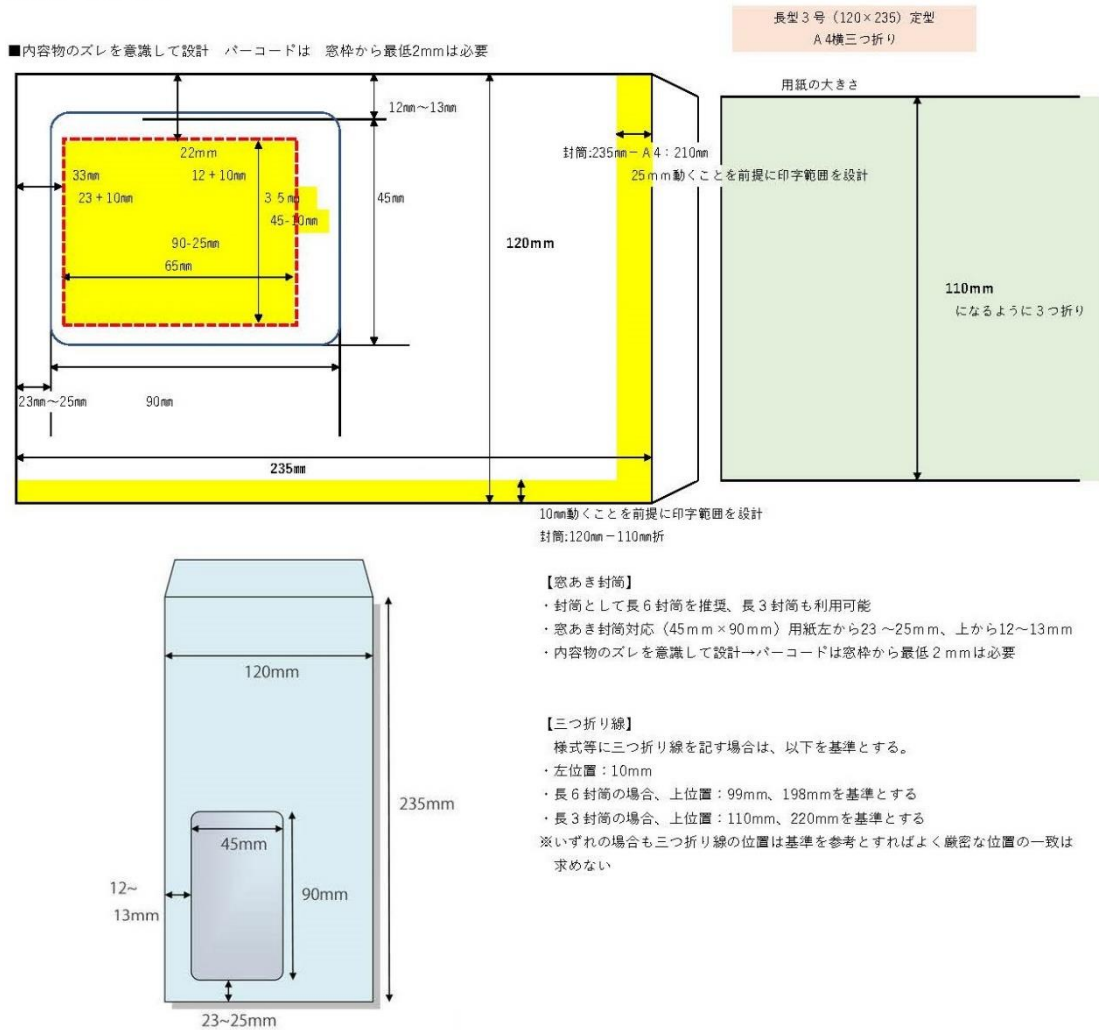 長型3号（120×235）定型
A4横三つ折り
■内容物のズレを意識して設計　バーコードは　窓枠から最低2mmは必要
用紙の大きさ
12㎜～13㎜
封筒:235㎜－A4：210㎜
25mm動くことを前提に印字範囲を設計
22mm
33㎜
12＋10㎜
23＋10㎜
35㎜
45㎜
45-10㎜
90-25㎜
65㎜
120mm
110mm
になるように3つ折り
23㎜～25㎜
90㎜
235㎜
10㎜動くことを前提に印字範囲を設計
封筒:120㎜－110㎜折
【窓あき封筒】
・封筒として長6封筒を推奨、長3封筒も利用可能
・窓あき封筒対応（45mm×90mm）用紙左から23～25mm、上から12～13mm
・内容物のズレを意識して設計→バーコードは窓枠から最低2mmは必要
【三つ折り線】
様式等に三つ折り線を記す場合は、以下を基準とする。
・左位置：10mm
・長6封筒の場合、上位置：99mm、198mmを基準とする
・長3封筒の場合、上位置：110mm、220mmを基準とする
※いずれの場合も三つ折り線の位置は基準を参考とすればよく厳密な位置の一致は
求めない
120mm
235mm
45mm
90mm
12~
13mm
23~25mm